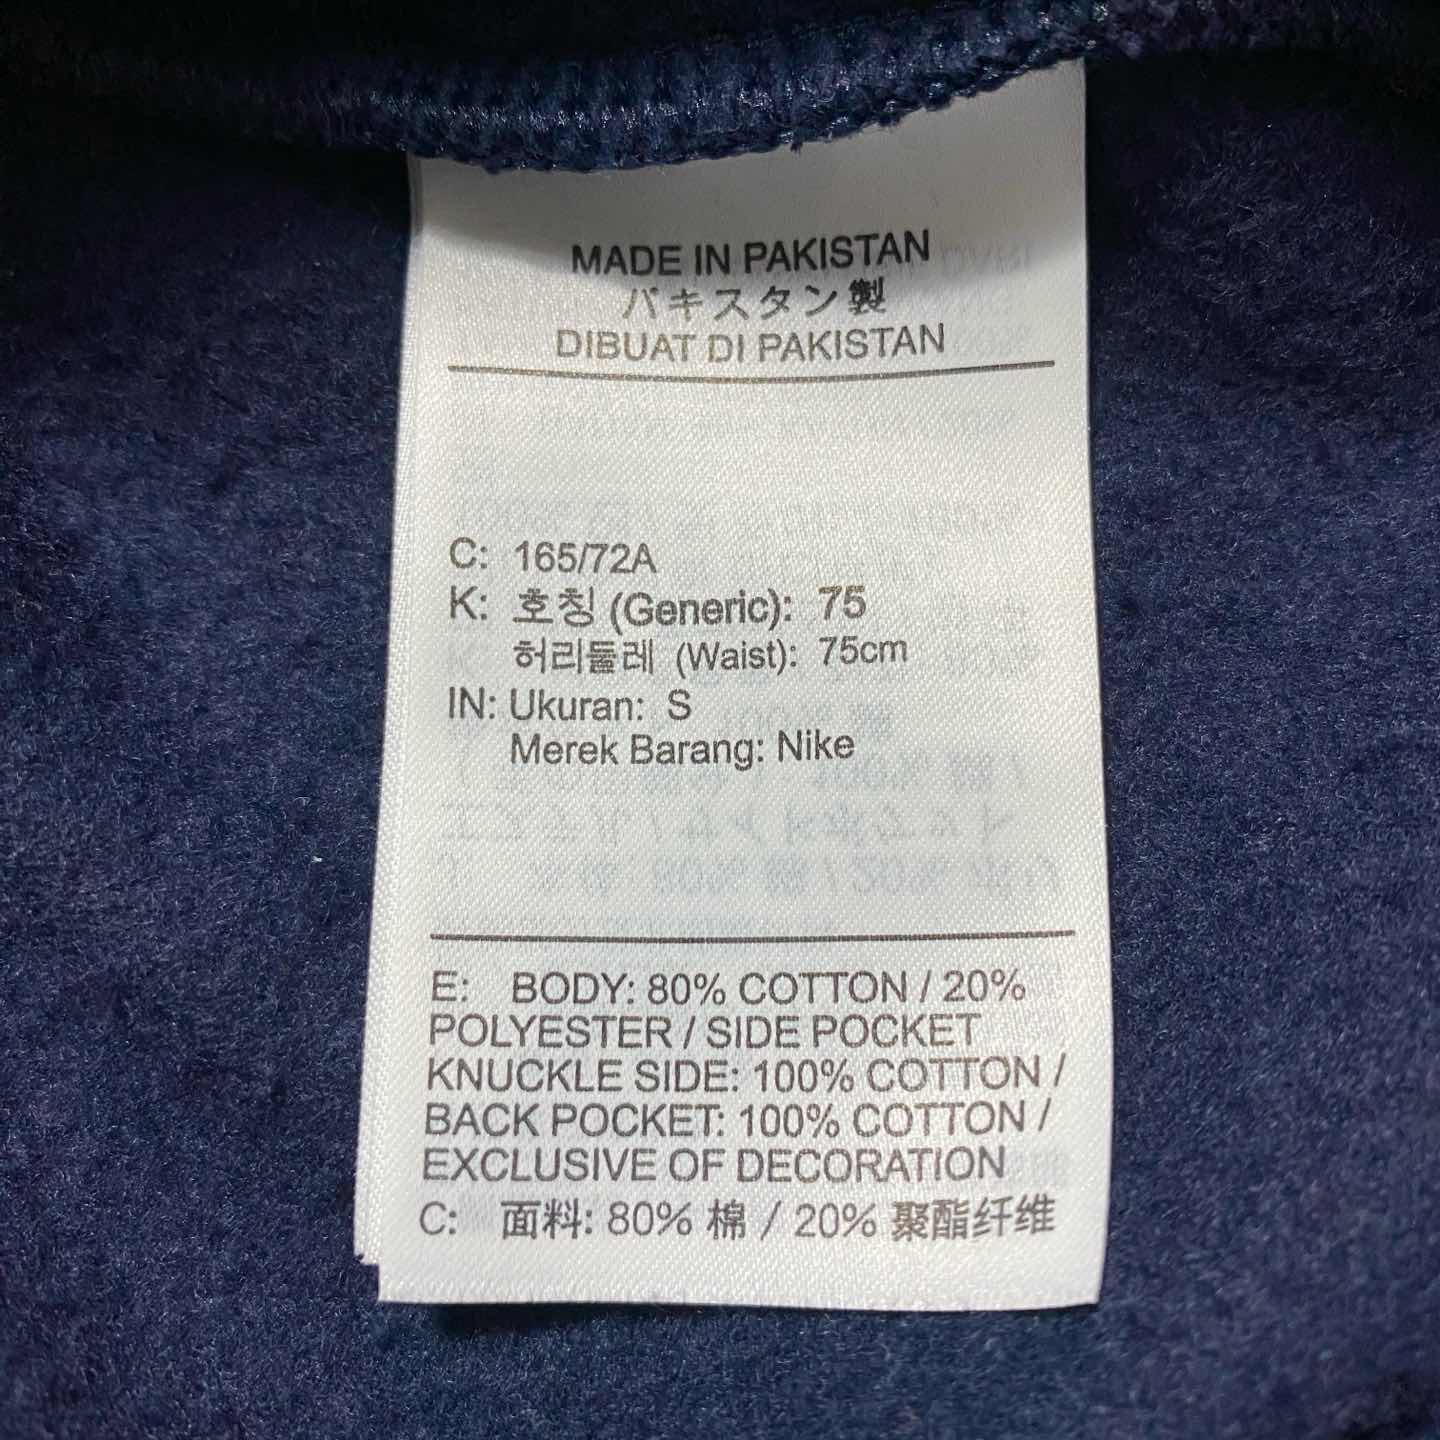 MADE IN PAKISTAN
パキスタン製
DIBUAT DI PAKISTAN
C: 165/72A
K: 호칭 (Generic): 75
허리둘레 (Waist): 75cm
IN: Ukuran: S
Merek Barang: Nike
E: BODY: 80% COTTON / 20%
POLYESTER / SIDE POCKET
KNUCKLE SIDE: 100% COTTON /
BACK POCKET: 100% COTTON /
EXCLUSIVE OF DECORATION
C: 面料: 80% 棉 / 20% 聚酯纤维